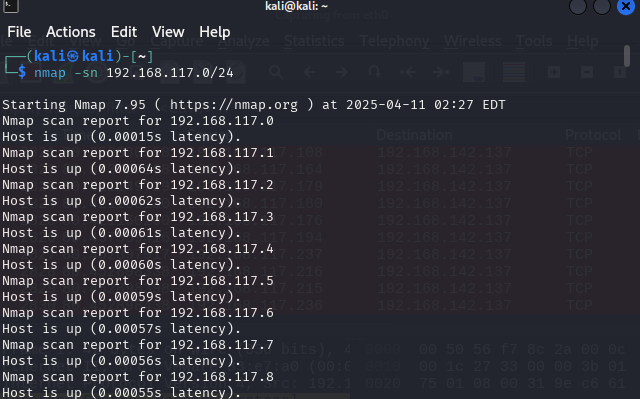 kali@kali: ~
File Actions Edit View Help
┌──(kali㉿kali)-[~]
└─$ nmap -sn 192.168.117.0/24
Starting Nmap 7.95 ( https://nmap.org ) at 2025-04-11 02:27 EDT
Nmap scan report for 192.168.117.0
Host is up (0.00015s latency).
Nmap scan report for 192.168.117.1
Host is up (0.00064s latency).
Nmap scan report for 192.168.117.2
Host is up (0.00062s latency).
Nmap scan report for 192.168.117.3
Host is up (0.00061s latency).
Nmap scan report for 192.168.117.4
Host is up (0.00060s latency).
Nmap scan report for 192.168.117.5
Host is up (0.00059s latency).
Nmap scan report for 192.168.117.6
Host is up (0.00057s latency).
Nmap scan report for 192.168.117.7
Host is up (0.00056s latency).
Nmap scan report for 192.168.117.8
Host is up (0.00055s latency).